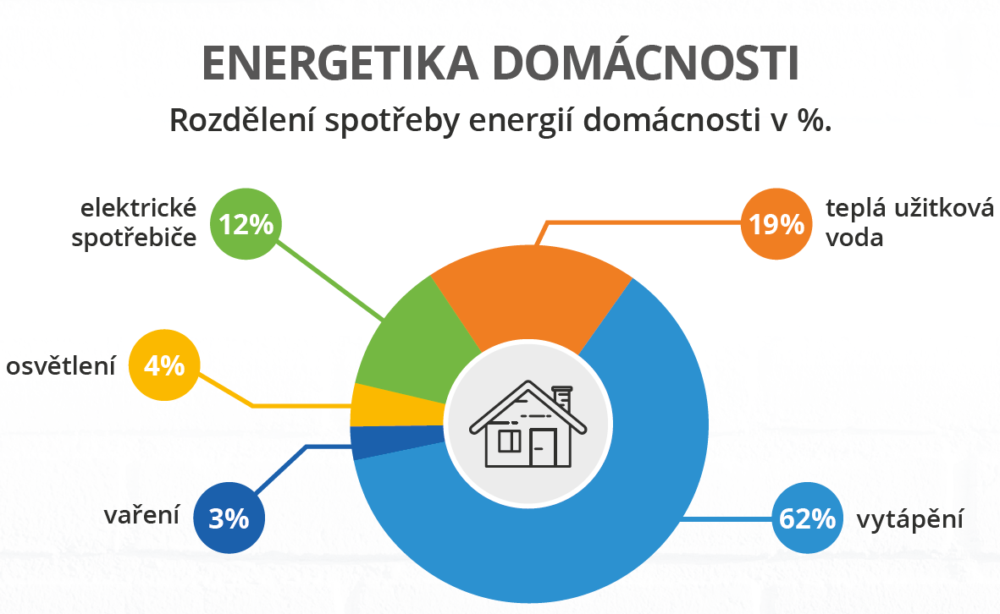 ENERGETIKA DOMÁCNOSTI
Rozdělení spotřeby energií domácnosti v %.
elektrické
spotřebiče
12%
19%
teplá užitková
voda
osvětlení
4%
vaření
3%
62%
vytápění